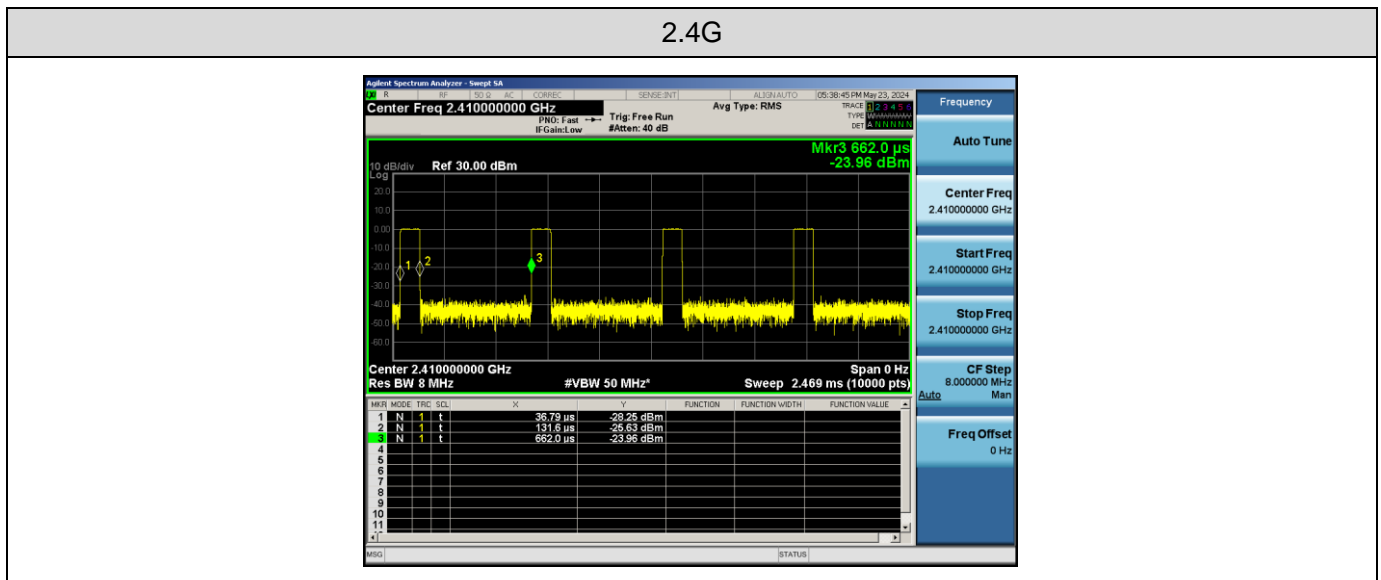 2.4G
Agilent Spectrum Analyzer - Swept SA
R RF 50 Ω AC CORREC SENSE:INT ALIGN AUTO 05:38:45 PM May 23, 2024
Center Freq 2.410000000 GHz
PNO: Fast
IFGain:Low
Trig: Free Run
#Atten: 40 dB
Avg Type: RMS
TRACE 1 2 3 4 5 6
TYPE
DET A N N N N N
Mkr3 662.0 µs
-23.96 dBm
10 dB/div
Log
Ref 30.00 dBm
20.0
10.0
0.00
-10.0
-20.0
-30.0
-40.0
-50.0
-60.0
1
2
3
Center 2.410000000 GHz
Span 0 Hz
Res BW 8 MHz
#VBW 50 MHz*
Sweep 2.469 ms (10000 pts)
MKR MODE TRC SCL X Y FUNCTION FUNCTION WIDTH FUNCTION VALUE
1 N 1 t 36.79 µs -28.25 dBm
2 N 1 t 131.6 µs -25.63 dBm
3 N 1 t 662.0 µs -23.96 dBm
4
5
6
7
8
9
10
11
MSG
STATUS
Frequency
Auto Tune
Center Freq
2.410000000 GHz
Start Freq
2.410000000 GHz
Stop Freq
2.410000000 GHz
CF Step
8.000000 MHz
Auto Man
Freq Offset
0 Hz